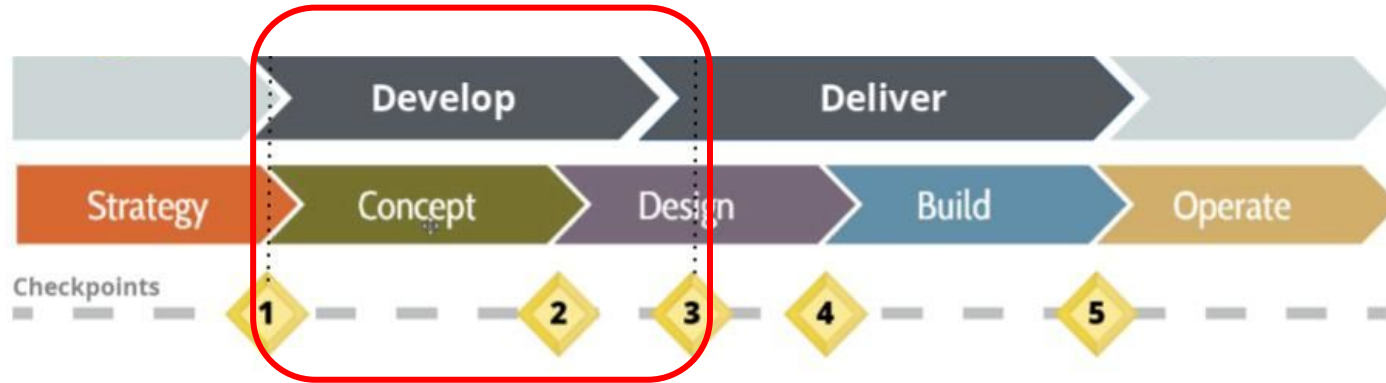 Develop Deliver
Strategy Concept Design Build Operate
Checkpoints
1 2 3 4 5